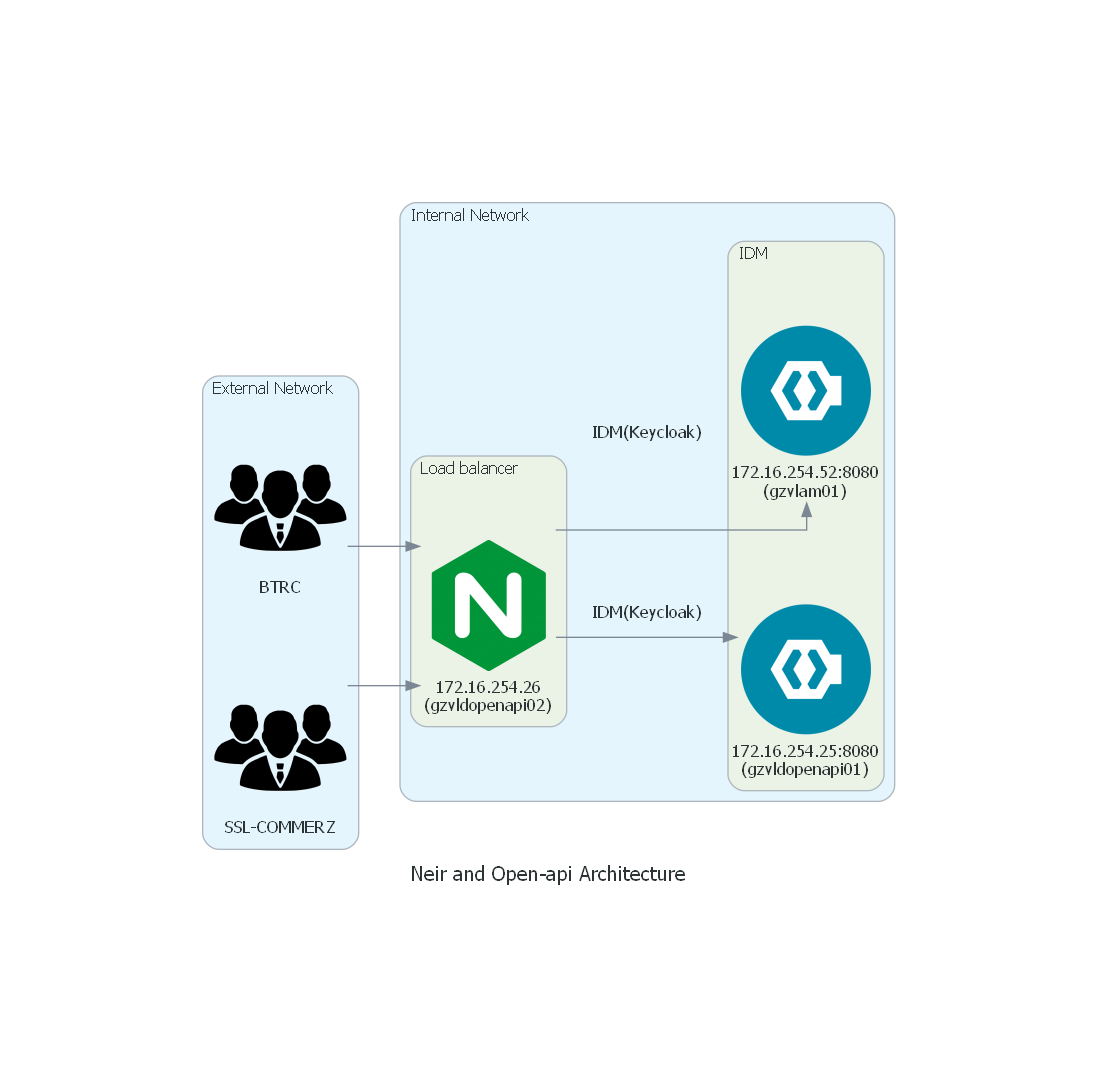 Internal Network
IDM
External Network
IDM(Keycloak)
Load balancer
172.16.254.52:8080
(gzvlam01)
BTRC
IDM(Keycloak)
172.16.254.26
(gzvldopenapi02)
172.16.254.25:8080
(gzvldopenapi01)
SSL-COMMERZ
Neir and Open-api Architecture